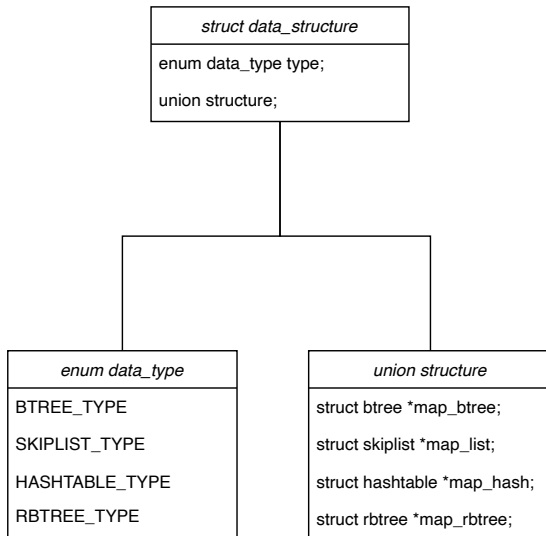 struct data_structure
enum data_type type;
union structure;
enum data_type
BTREE_TYPE
SKIPLIST_TYPE
HASHTABLE_TYPE
RBTREE_TYPE
union structure
struct btree *map_btree;
struct skiplist *map_list;
struct hashtable *map_hash;
struct rbtree *map_rbtree;